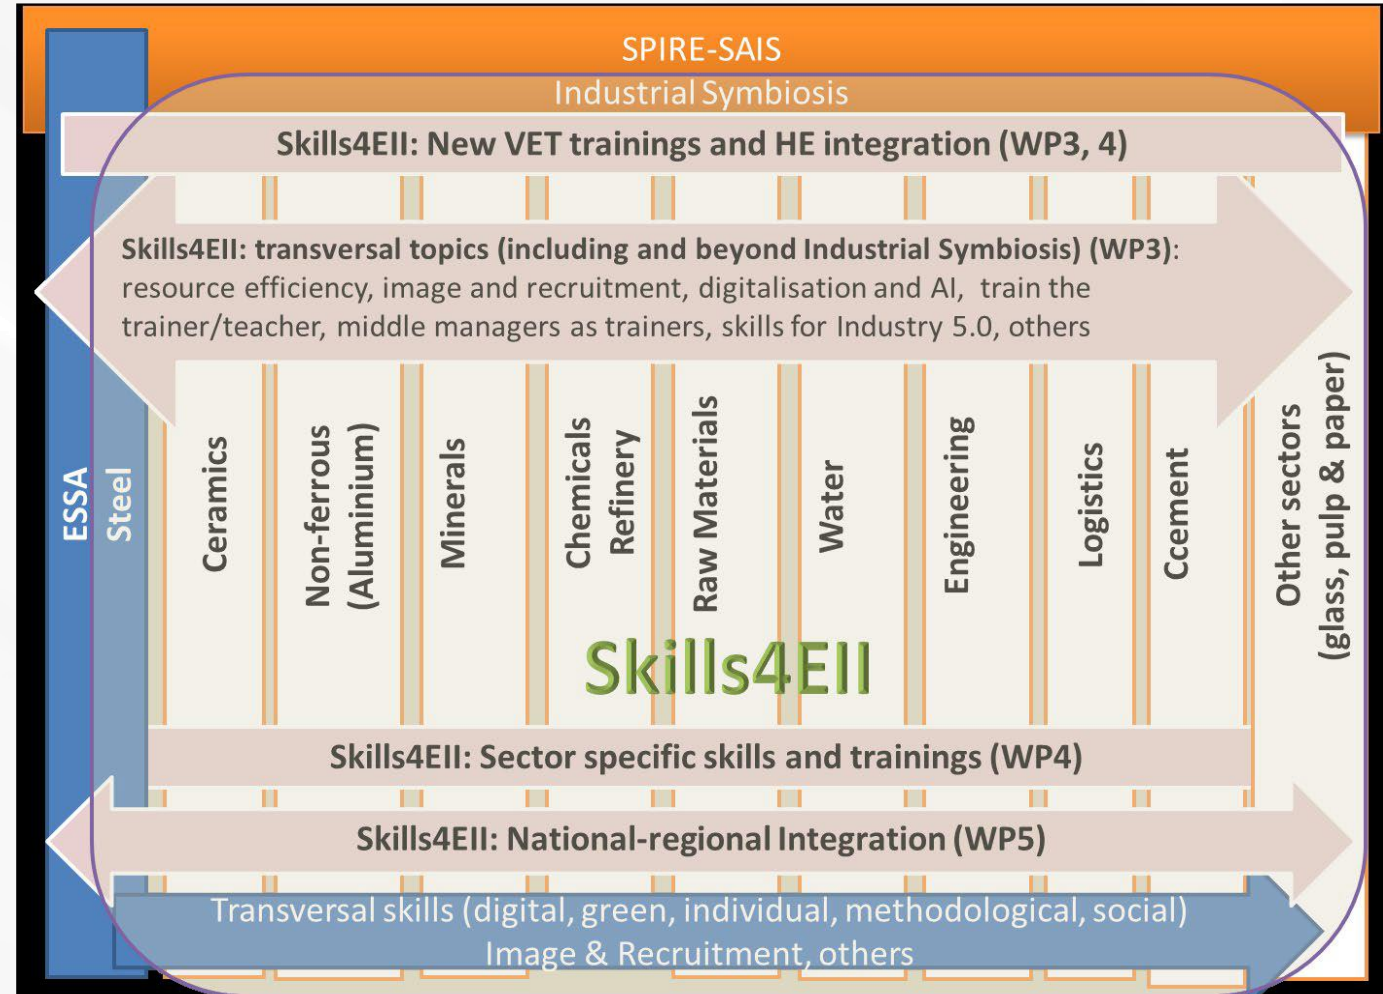 SPIRE-SAIS
Industrial Symbiosis
Skills4EII: New VET trainings and HE integration (WP3, 4)
Skills4EII: transversal topics (including and beyond Industrial Symbiosis) (WP3):
resource efficiency, image and recruitment, digitalisation and AI, train the
trainer/teacher, middle managers as trainers, skills for Industry 5.0, others
ESSA
Steel
Ceramics
Non-ferrous
(Aluminium)
Minerals
Chemicals
Refinery
Raw Materials
Water
Engineering
Logistics
Ccement
Other sectors
(glass, pulp & paper)
Skills4EII
Skills4EII: Sector specific skills and trainings (WP4)
Skills4EII: National-regional Integration (WP5)
Transversal skills (digital, green, individual, methodological, social)
Image & Recruitment, others